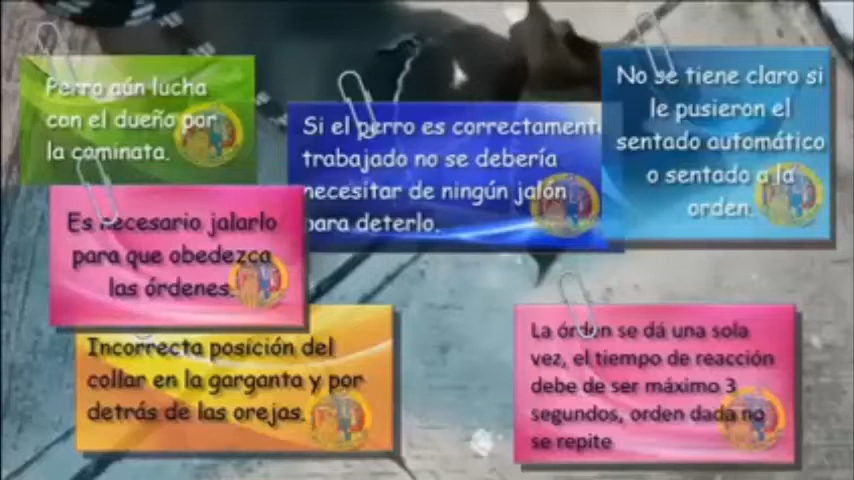 Perro aún lucha
con el dueño por
la caminata.
Si el perro es correctament
trabajado no se debería
necesitar de ningún jalón
para deterlo.
No se tiene claro si
le pusieron el
sentado automático
o sentado a la
orden.
Es necesario jalarlo
para que obedezca
las órdenes.
Incorrecta posición del
collar en la garganta y por
detrás de las orejas.
La órden se dá una sola
vez, el tiempo de reacción
debe de ser máximo 3
segundos, orden dada no
se repite